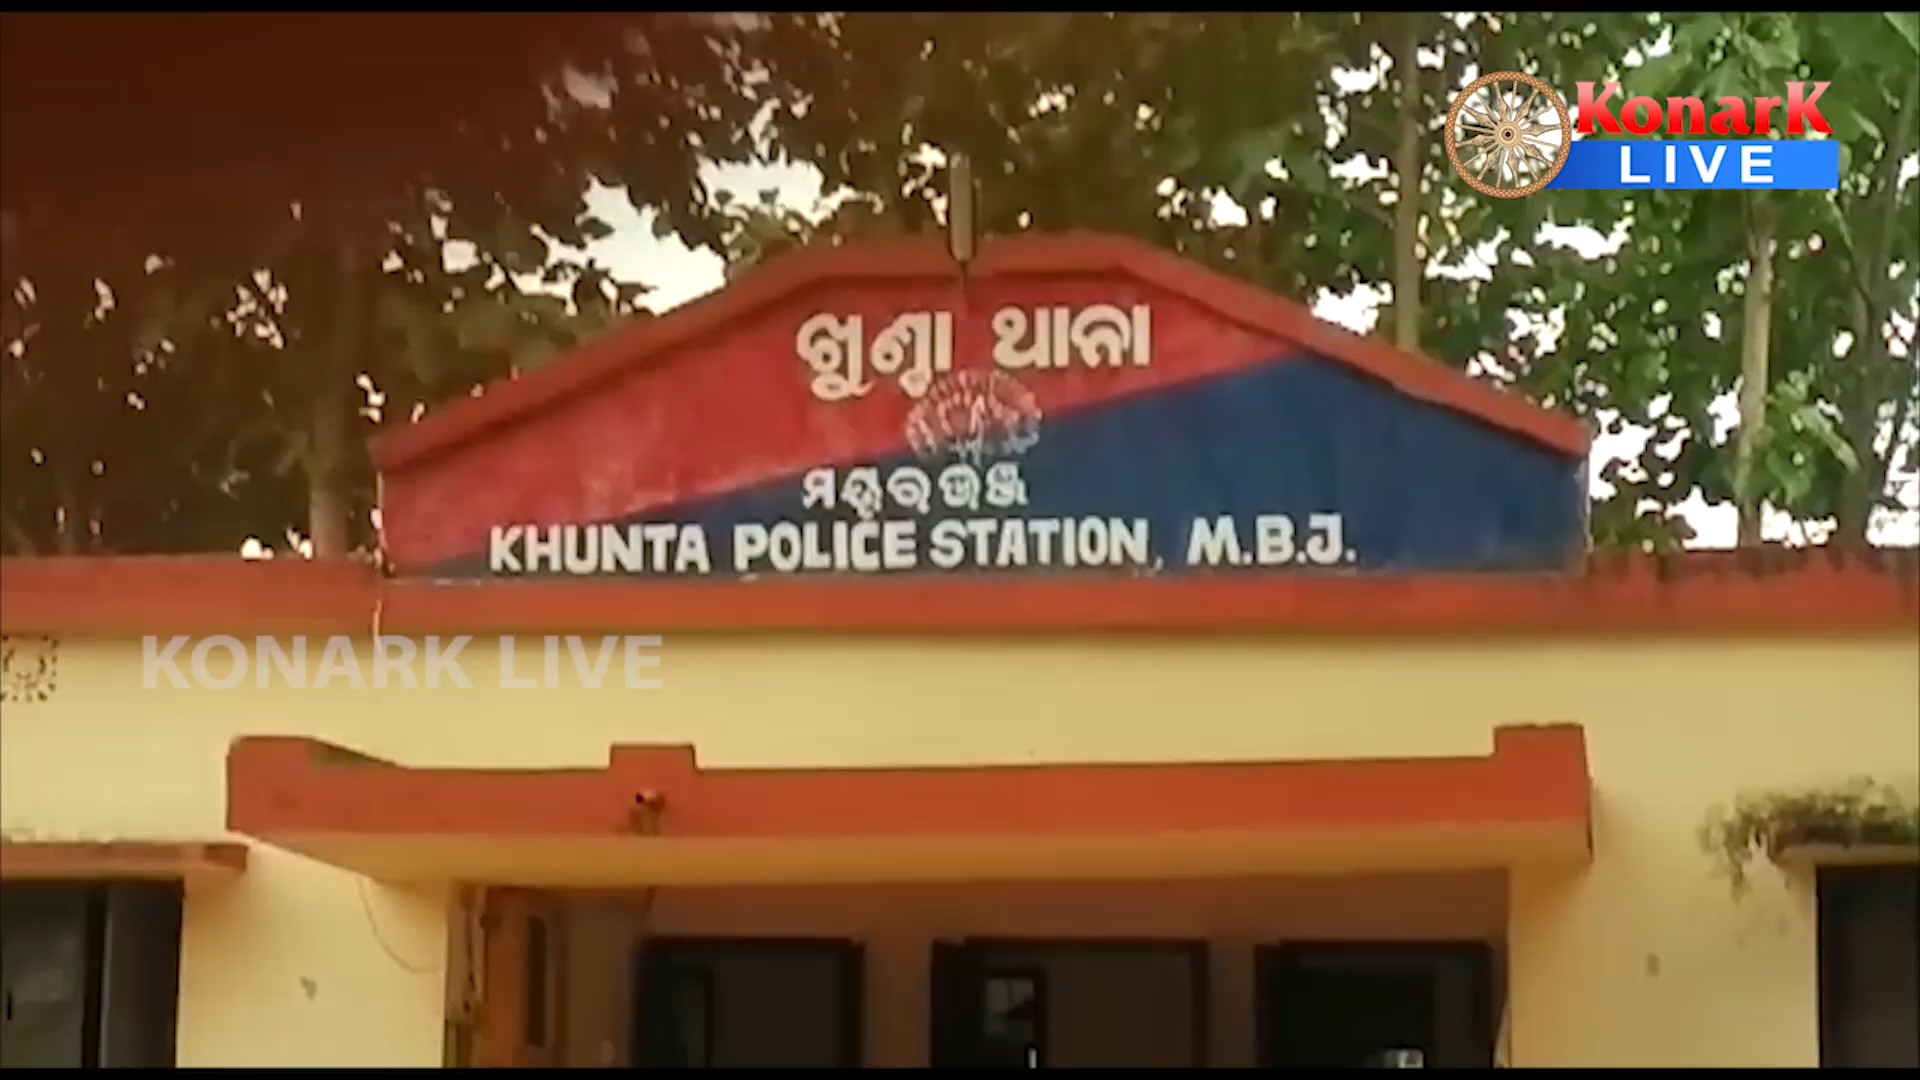 Konark
LIVE
ଖୁଣ୍ଟା ଥାନା
ମୟୂରଭଞ୍ଜ
KHUNTA POLICE STATION, M.B.J.
KONARK LIVE